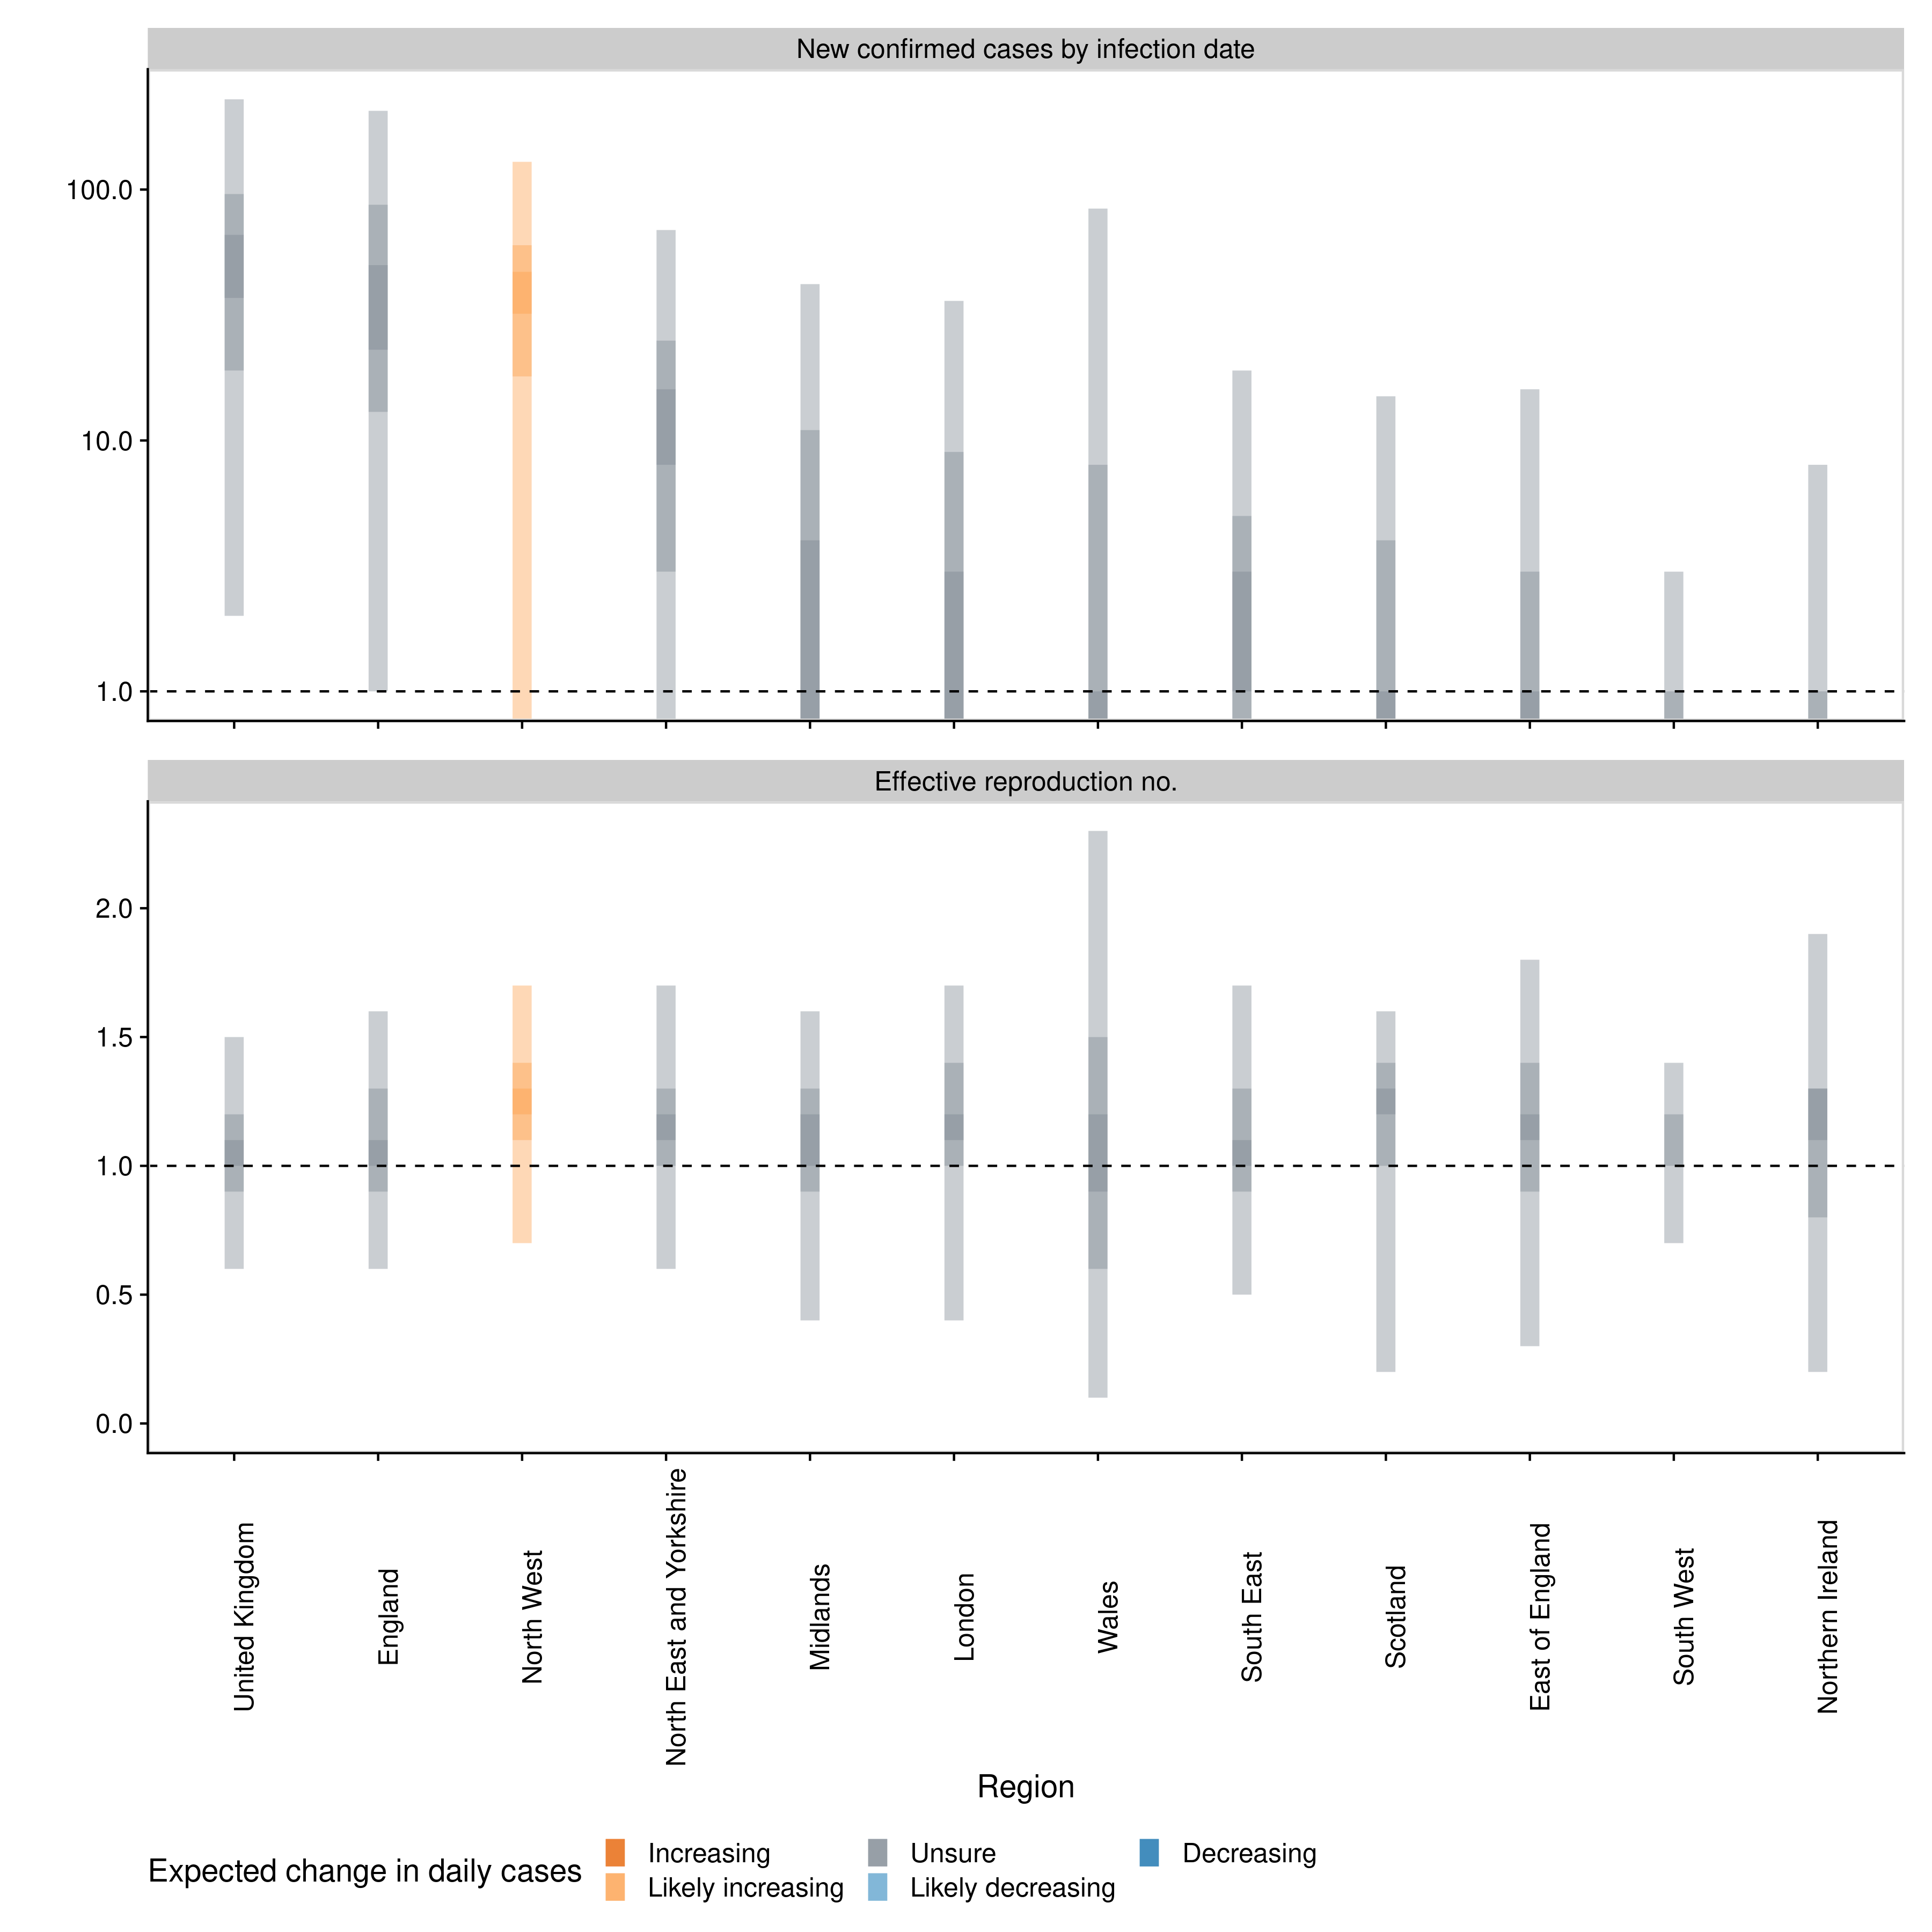 New confirmed cases by infection date
100.0
10.0
1.0
Effective reproduction no.
2.0
1.5
1.0
0.5
0.0
United Kingdom
England
North West
North East and Yorkshire
Midlands
London
Wales
South East
Scotland
East of England
South West
Northern Ireland
Region
Expected change in daily cases
Increasing
Unsure
Decreasing
Likely increasing
Likely decreasing